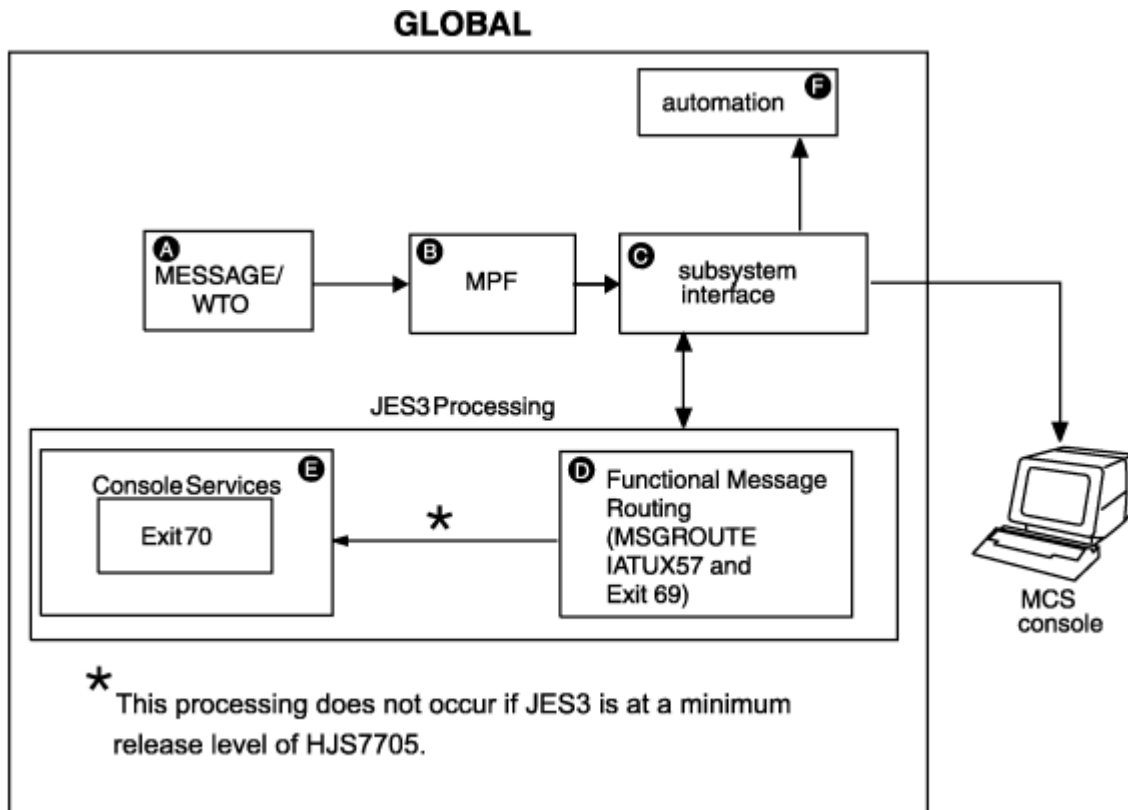 GLOBAL
F
automation
A
MESSAGE/
WTO
B
MPF
C
subsystem
interface
JES3 Processing
E
Console Services
Exit 70
*
D
Functional Message
Routing
(MSGROUTE
IATUX57 and
Exit 69)
MCS
console
* This processing does not occur if JES3 is at a minimum
release level of HJS7705.